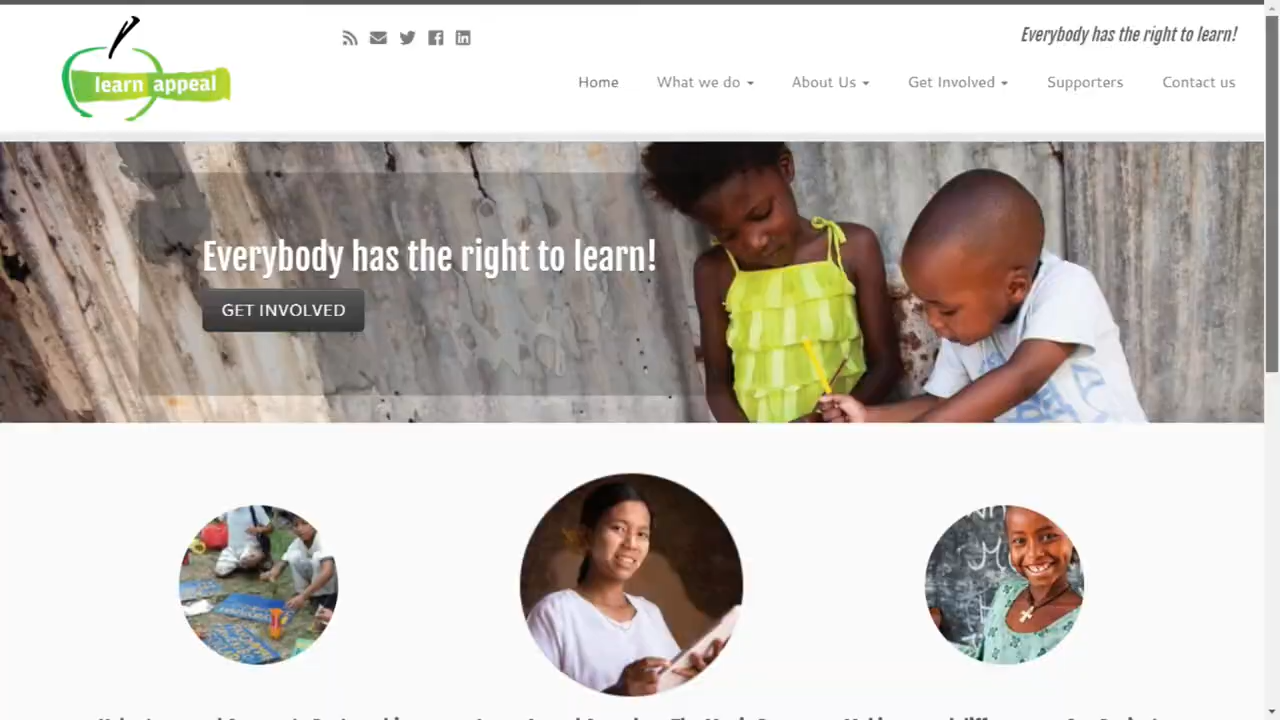 learn appeal
Everybody has the right to learn!
Home What we do About Us Get Involved Supporters Contact us
Everybody has the right to learn!
GET INVOLVED